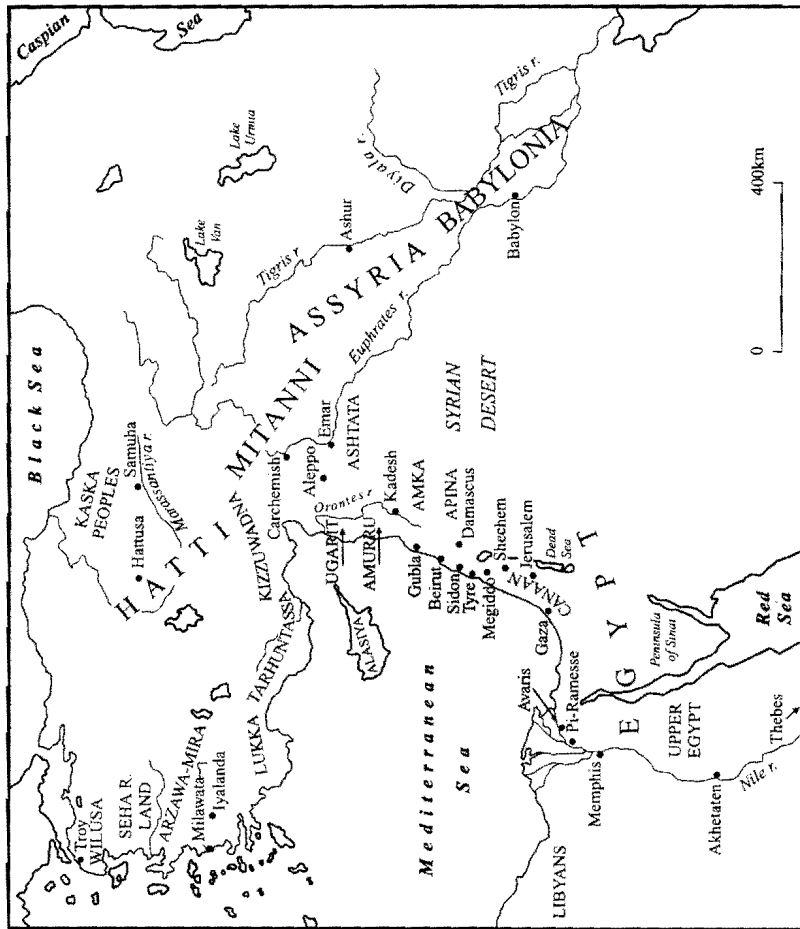 Black Sea
Caspian
Sea
Troy
WILUSA
KASKA
PEOPLES
Hattusa
Samuha
Marassantiya r.
SEHA R.
LAND
HATTI
ARZAWA-MIRA
Milawata
Iyalanda
LUKKA
TARHUNTASSA
KIZZUWADNA
Lake
Van
Lake
Urmua
MITANNI
Carchemish
Aleppo
Emar
ASHTATA
Tigris r.
ASSYRIA
Ashur
Euphrates r.
Diyala r.
UGARIT
AMURRU
ALASIYA
Orontes r.
Kadesh
AMKA
Gubla
Beirut
Sidon
Tyre
Megiddo
APINA
Damascus
Shechem
Jerusalem
Dead
Sea
CANAAN
Gaza
SYRIAN
DESERT
BABYLONIA
Babylon
Tigris r.
Mediterranean
Sea
LIBYANS
Avaris
Pi-Ramesse
Memphis
EGYPT
Peninsula
of Sinai
UPPER
EGYPT
Akhetaten
Nile r.
Thebes
Red
Sea
0
400km